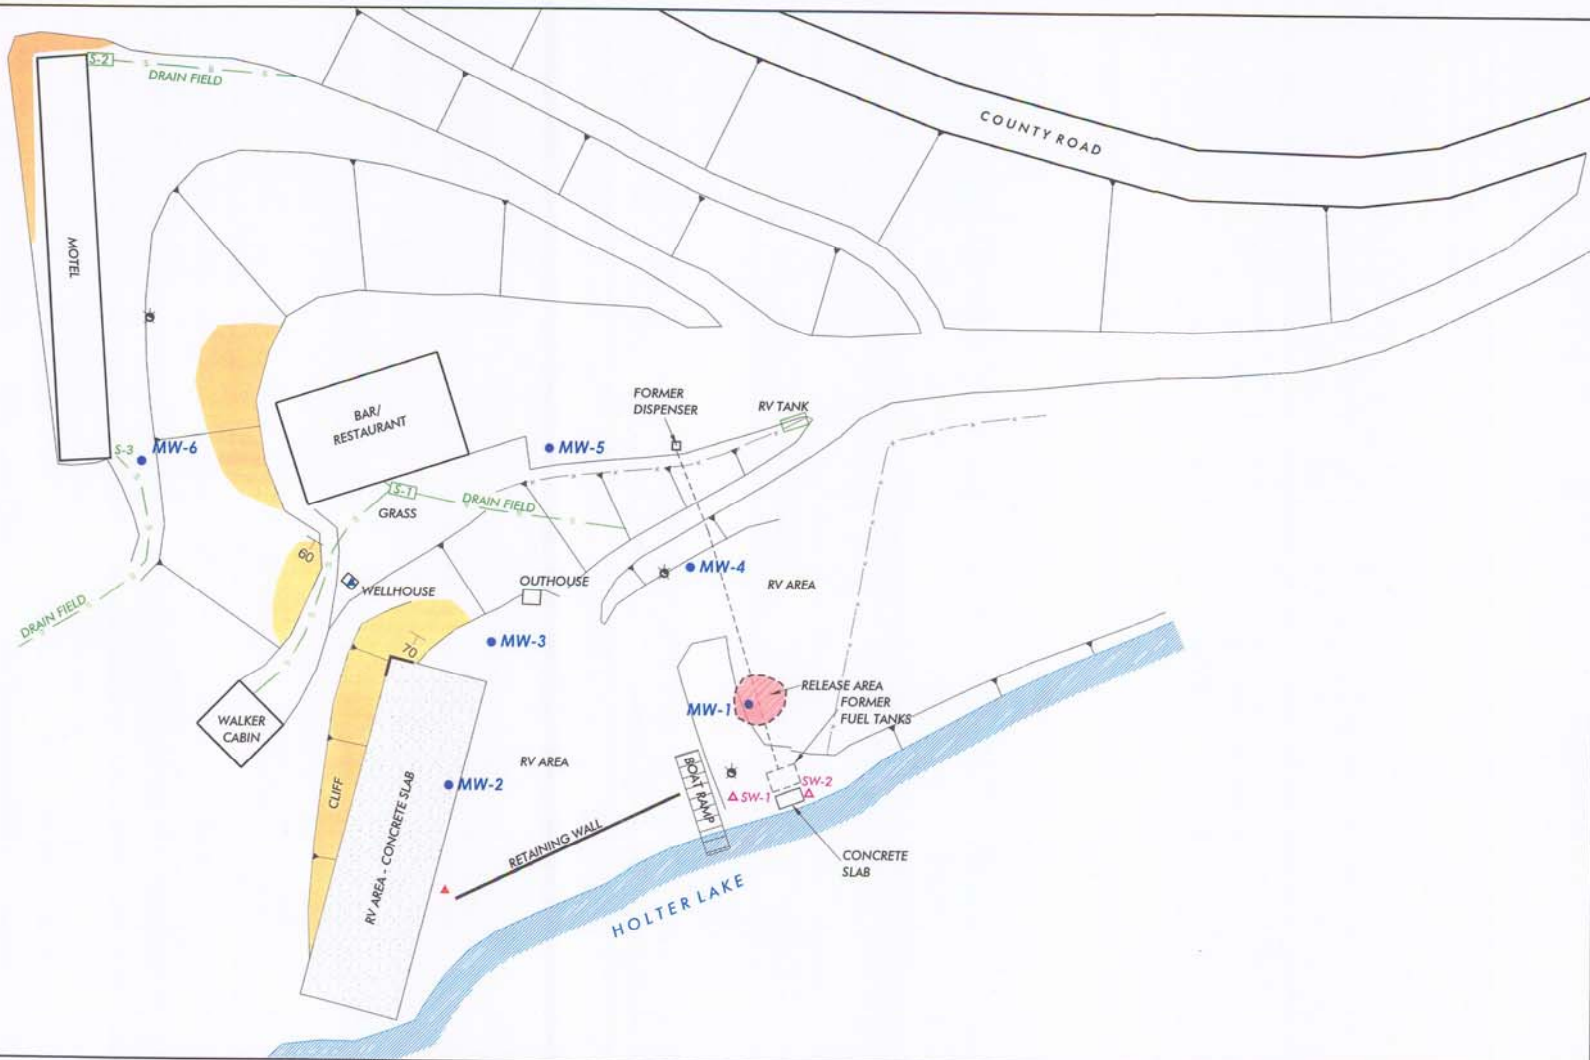 S-2
DRAIN FIELD
COUNTY ROAD
MOTEL
FORMER
DISPENSER
RV TANK
BAR/
RESTAURANT
S-3
MW-6
MW-5
S-1
DRAIN FIELD
GRASS
60
WELLHOUSE
OUTHOUSE
MW-4
RV AREA
DRAIN FIELD
MW-3
70
RELEASE AREA
MW-1
FORMER
FUEL TANKS
WALKER
CABIN
RV AREA
MW-2
CLIFF
RV AREA - CONCRETE SLAB
BOAT RAMP
SW-1
SW-2
RETAINING WALL
CONCRETE
SLAB
HOLTER LAKE